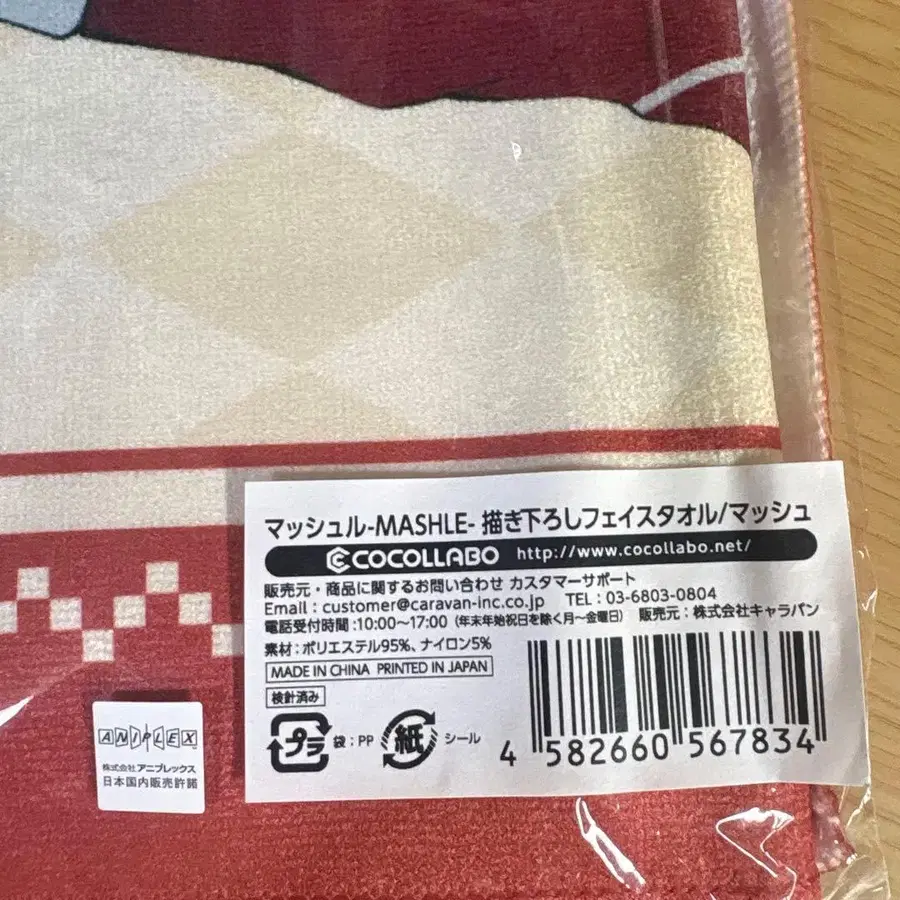 マッシュル-MASHLE- 描き下ろしフェイスタオル/マッシュ
COCOLLABO http://www.cocollabo.net/
販売元・商品に関するお問い合わせ カスタマーサポート
Email : customer@caravan-inc.co.jp TEL : 03-6803-0804
電話受付時間:10:00〜17:00 (年末年始祝日を除く月〜金曜日) 販売元:株式会社キャラバン
素材:ポリエステル95%、ナイロン5%
MADE IN CHINA PRINTED IN JAPAN
検針済み
プラ 袋:PP 紙 シール
4 582660 567834
ANIPLEX
株式会社アニプレックス
日本国内販売許諾